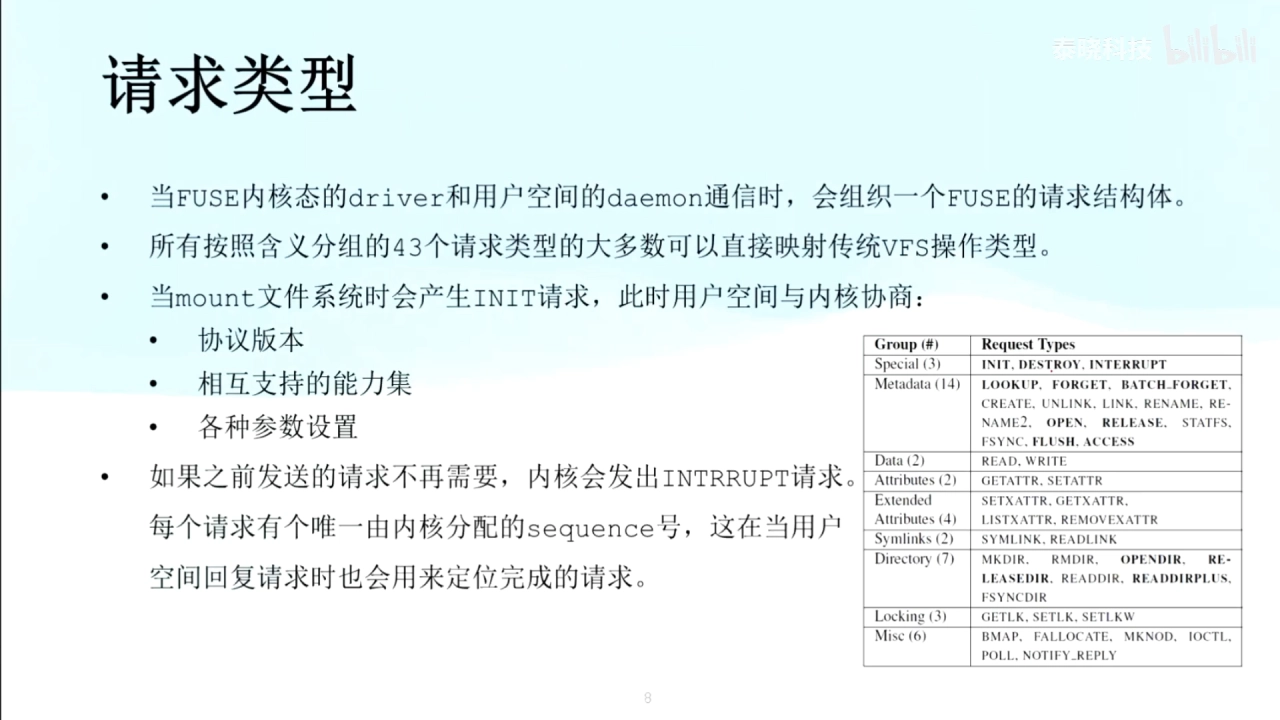 泰晓科技 bilibili
请求类型
• 当FUSE内核态的driver和用户空间的daemon通信时，会组织一个FUSE的请求结构体。
• 所有按照含义分组的43个请求类型的大多数可以直接映射传统VFS操作类型。
• 当mount文件系统时会产生INIT请求，此时用户空间与内核协商：
• 协议版本
• 相互支持的能力集
• 各种参数设置
• 如果之前发送的请求不再需要，内核会发出INTRRUPT请求。
每个请求有个唯一由内核分配的sequence号，这在当用户
空间回复请求时也会用来定位完成的请求。
Group (#) Request Types
Special (3) INIT, DESTROY, INTERRUPT
Metadata (14) LOOKUP, FORGET, BATCH_FORGET,
CREATE, UNLINK, LINK, RENAME, RE-
NAME2, OPEN, RELEASE, STATFS,
FSYNC, FLUSH, ACCESS
Data (2) READ, WRITE
Attributes (2) GETATTR, SETATTR
Extended SETXATTR, GETXATTR,
Attributes (4) LISTXATTR, REMOVEXATTR
Symlinks (2) SYMLINK, READLINK
Directory (7) MKDIR, RMDIR, OPENDIR, RE-
LEASEDIR, READDIR, READDIRPLUS,
FSYNCDIR
Locking (3) GETLK, SETLK, SETLKW
Misc (6) BMAP, FALLOCATE, MKNOD, IOCTL,
POLL, NOTIFY_REPLY
8